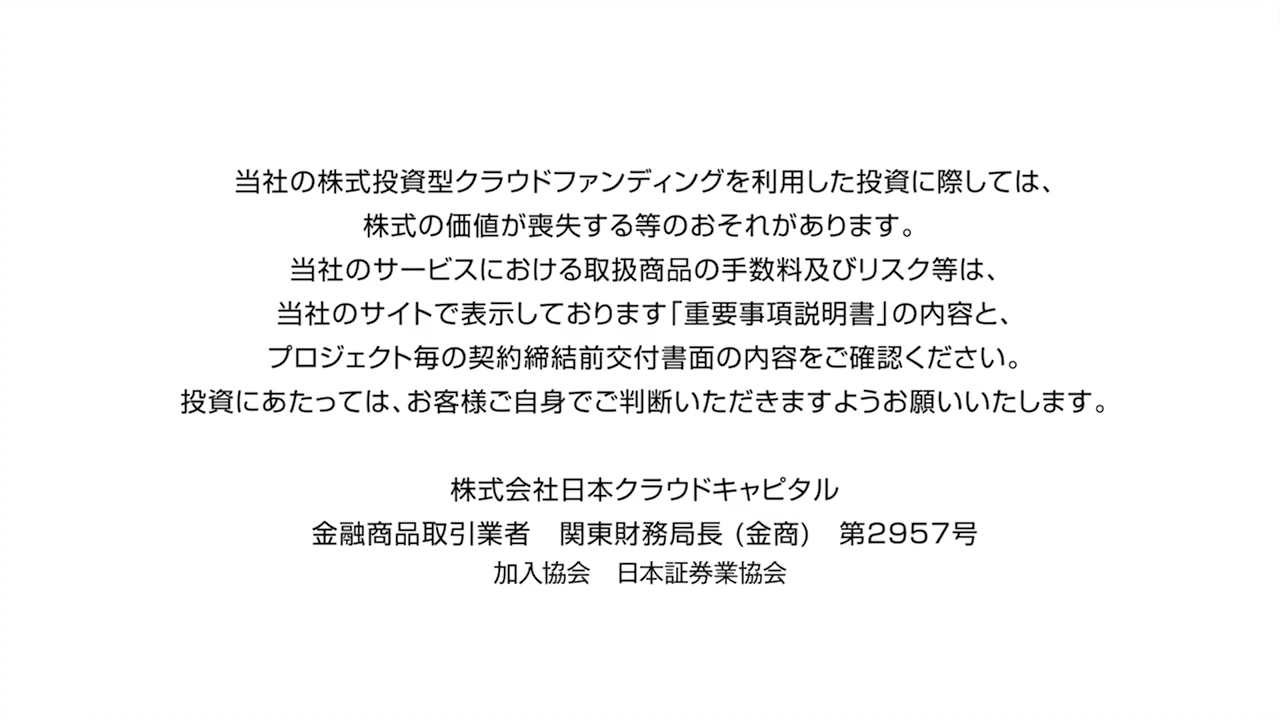 当社の株式投資型クラウドファンディングを利用した投資に際しては、
株式の価値が喪失する等のおそれがあります。
当社のサービスにおける取扱商品の手数料及びリスク等は、
当社のサイトで表示しております「重要事項説明書」の内容と、
プロジェクト毎の契約締結前交付書面の内容をご確認ください。
投資にあたっては、お客様ご自身でご判断いただきますようお願いいたします。
株式会社日本クラウドキャピタル
金融商品取引業者　関東財務局長 (金商)　第2957号
加入協会　日本証券業協会